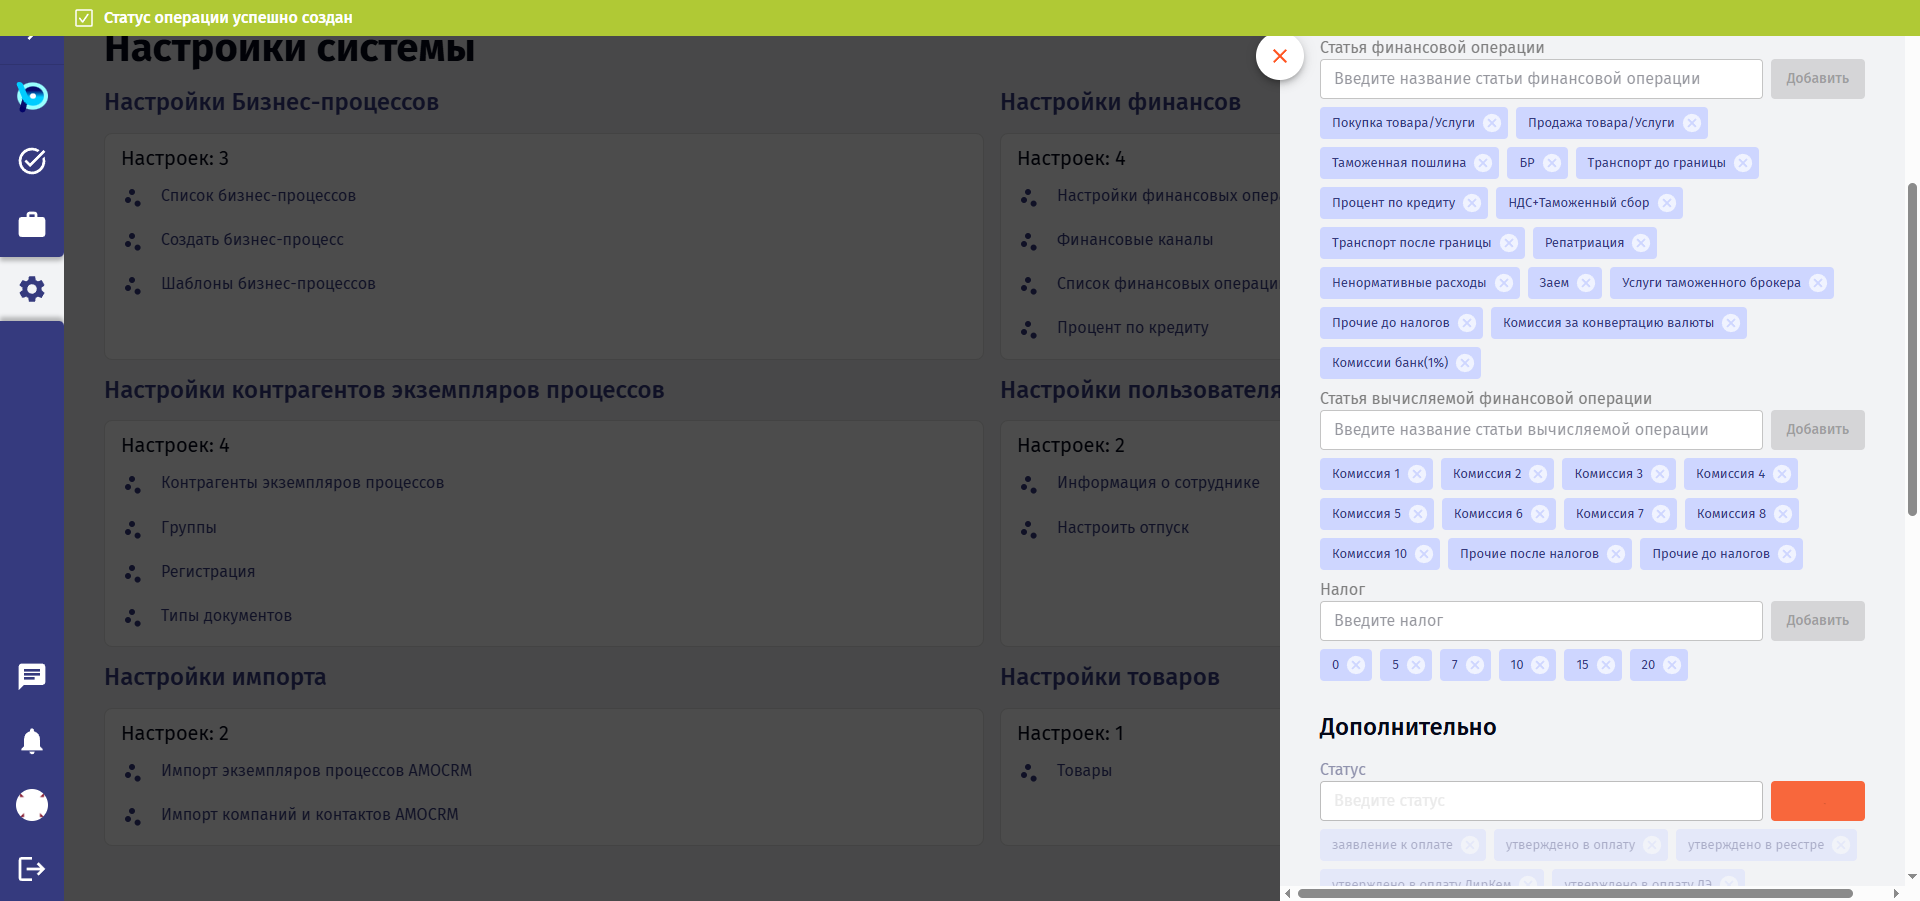 Статус операции успешно создан
Настройки системы
Настройки Бизнес-процессов
Настроек: 3
Список бизнес-процессов
Создать бизнес-процесс
Шаблоны бизнес-процессов
Настройки финансов
Настроек: 4
Настройки финансовых опер
Финансовые каналы
Список финансовых операци
Процент по кредиту
Настройки контрагентов экземпляров процессов
Настроек: 4
Контрагенты экземпляров процессов
Группы
Регистрация
Типы документов
Настройки пользователя
Настроек: 2
Информация о сотруднике
Настроить отпуск
Настройки импорта
Настроек: 2
Импорт экземпляров процессов AMOCRM
Импорт компаний и контактов AMOCRM
Настройки товаров
Настроек: 1
Товары
Статья финансовой операции
Введите название статьи финансовой операции Добавить
Покупка товара/Услуги Продажа товара/Услуги
Таможенная пошлина БР Транспорт до границы
Процент по кредиту НДС+Таможенный сбор
Транспорт после границы Репатриация
Ненормативные расходы Заем Услуги таможенного брокера
Прочие до налогов Комиссия за конвертацию валюты
Комиссии банк(1%)
Статья вычисляемой финансовой операции
Введите название статьи вычисляемой операции Добавить
Комиссия 1 Комиссия 2 Комиссия 3 Комиссия 4
Комиссия 5 Комиссия 6 Комиссия 7 Комиссия 8
Комиссия 10 Прочие после налогов Прочие до налогов
Налог
Введите налог Добавить
0 5 7 10 15 20
Дополнительно
Статус
Введите статус
заявление к оплате утверждено в оплату утверждено в реестре
утверждено в оплату ДирКем утверждено в оплату ДЭ